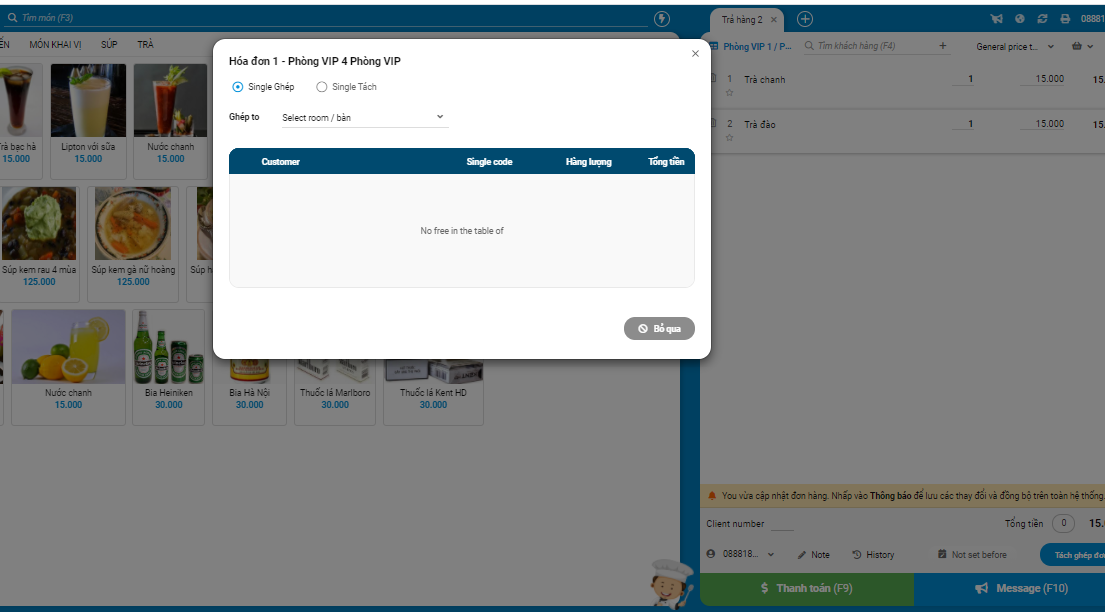 Tìm món (F3)
Trả hàng 2
08881
ẾN MÓN KHAI VỊ SÚP TRÀ
Phòng VIP 1 / P...
Tìm khách hàng (F4)
General price t...
1 Trà chanh 1 15.000 15.
2 Trà đào 1 15.000 15.
Hóa đơn 1 - Phòng VIP 4 Phòng VIP
Single Ghép
Single Tách
Ghép to
Select room / bàn
Customer Single code Hàng lượng Tổng tiền
No free in the table of
Bỏ qua
rà bạc hà
15.000
Lipton với sữa
15.000
Nước chanh
15.000
Súp kem rau 4 mùa
125.000
Súp kem gà nữ hoàng
125.000
Súp h
Nước chanh
15.000
Bia Heiniken
30.000
Bia Hà Nội
30.000
Thuốc lá Marlboro
30.000
Thuốc lá Kent HD
30.000
You vừa cập nhật đơn hàng. Nhấp vào Thông báo để lưu các thay đổi và đồng bộ trên toàn hệ thống.
Client number
Tổng tiền 0 15.
088818...
Note
History
Not set before
Tách ghép đơn
Thanh toán (F9)
Message (F10)